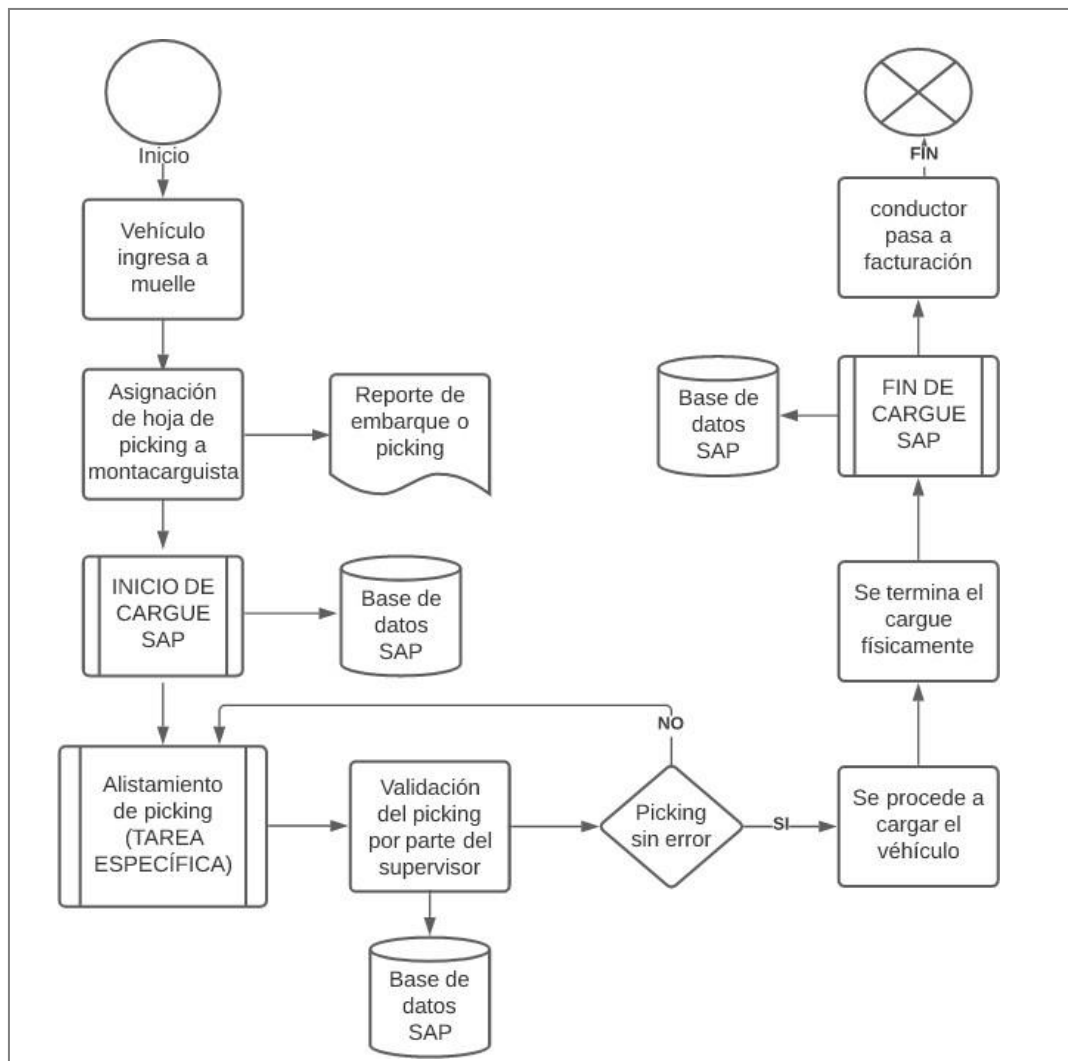 Inicio
Vehículo
ingresa a
muelle
Asignación
de hoja de
picking a
montacarguista
Reporte de
embarque o
picking
INICIO DE
CARGUE
SAP
Base de
datos
SAP
Alistamiento
de picking
(TAREA
ESPECÍFICA)
Validación
del picking
por parte del
supervisor
Base de
datos
SAP
Picking
sin error
NO
SI
Se procede a
cargar el
véhículo
Se termina el
cargue
físicamente
FIN DE
CARGUE
SAP
Base de
datos
SAP
conductor
pasa a
facturación
FIN